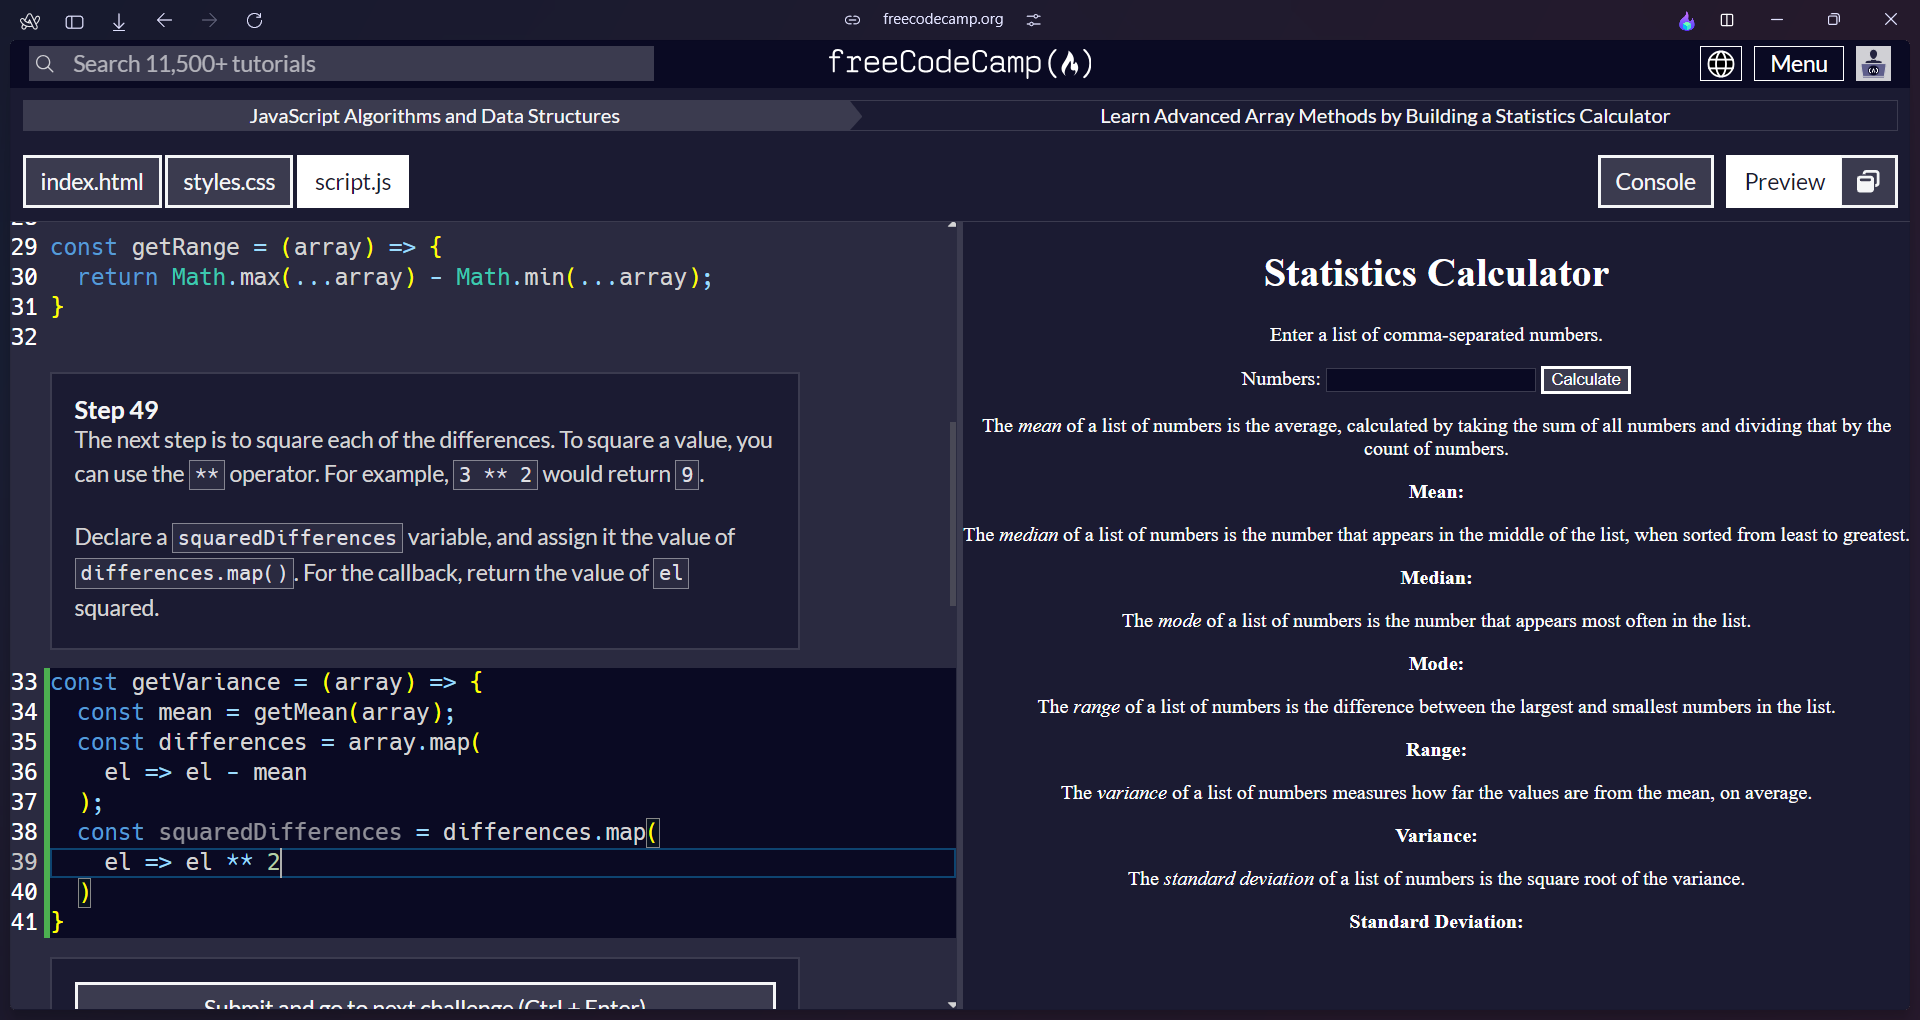 freecodecamp.org
Search 11,500+ tutorials
freeCodeCamp
Menu
JavaScript Algorithms and Data Structures
Learn Advanced Array Methods by Building a Statistics Calculator
index.html
styles.css
script.js
Console
Preview
29 const getRange = (array) => {
30 return Math.max(...array) - Math.min(...array);
31 }
32
Step 49
The next step is to square each of the differences. To square a value, you
can use the ** operator. For example, 3 ** 2 would return 9.
Declare a squaredDifferences variable, and assign it the value of
differences.map(). For the callback, return the value of el
squared.
33 const getVariance = (array) => {
34 const mean = getMean(array);
35 const differences = array.map(
36 el => el - mean
37 );
38 const squaredDifferences = differences.map(
39 el => el ** 2
40 )
41 }
Submit and go to next challenge (Ctrl + Enter)
Statistics Calculator
Enter a list of comma-separated numbers.
Numbers:
Calculate
The mean of a list of numbers is the average, calculated by taking the sum of all numbers and dividing that by the
count of numbers.
Mean:
The median of a list of numbers is the number that appears in the middle of the list, when sorted from least to greatest.
Median:
The mode of a list of numbers is the number that appears most often in the list.
Mode:
The range of a list of numbers is the difference between the largest and smallest numbers in the list.
Range:
The variance of a list of numbers measures how far the values are from the mean, on average.
Variance:
The standard deviation of a list of numbers is the square root of the variance.
Standard Deviation: